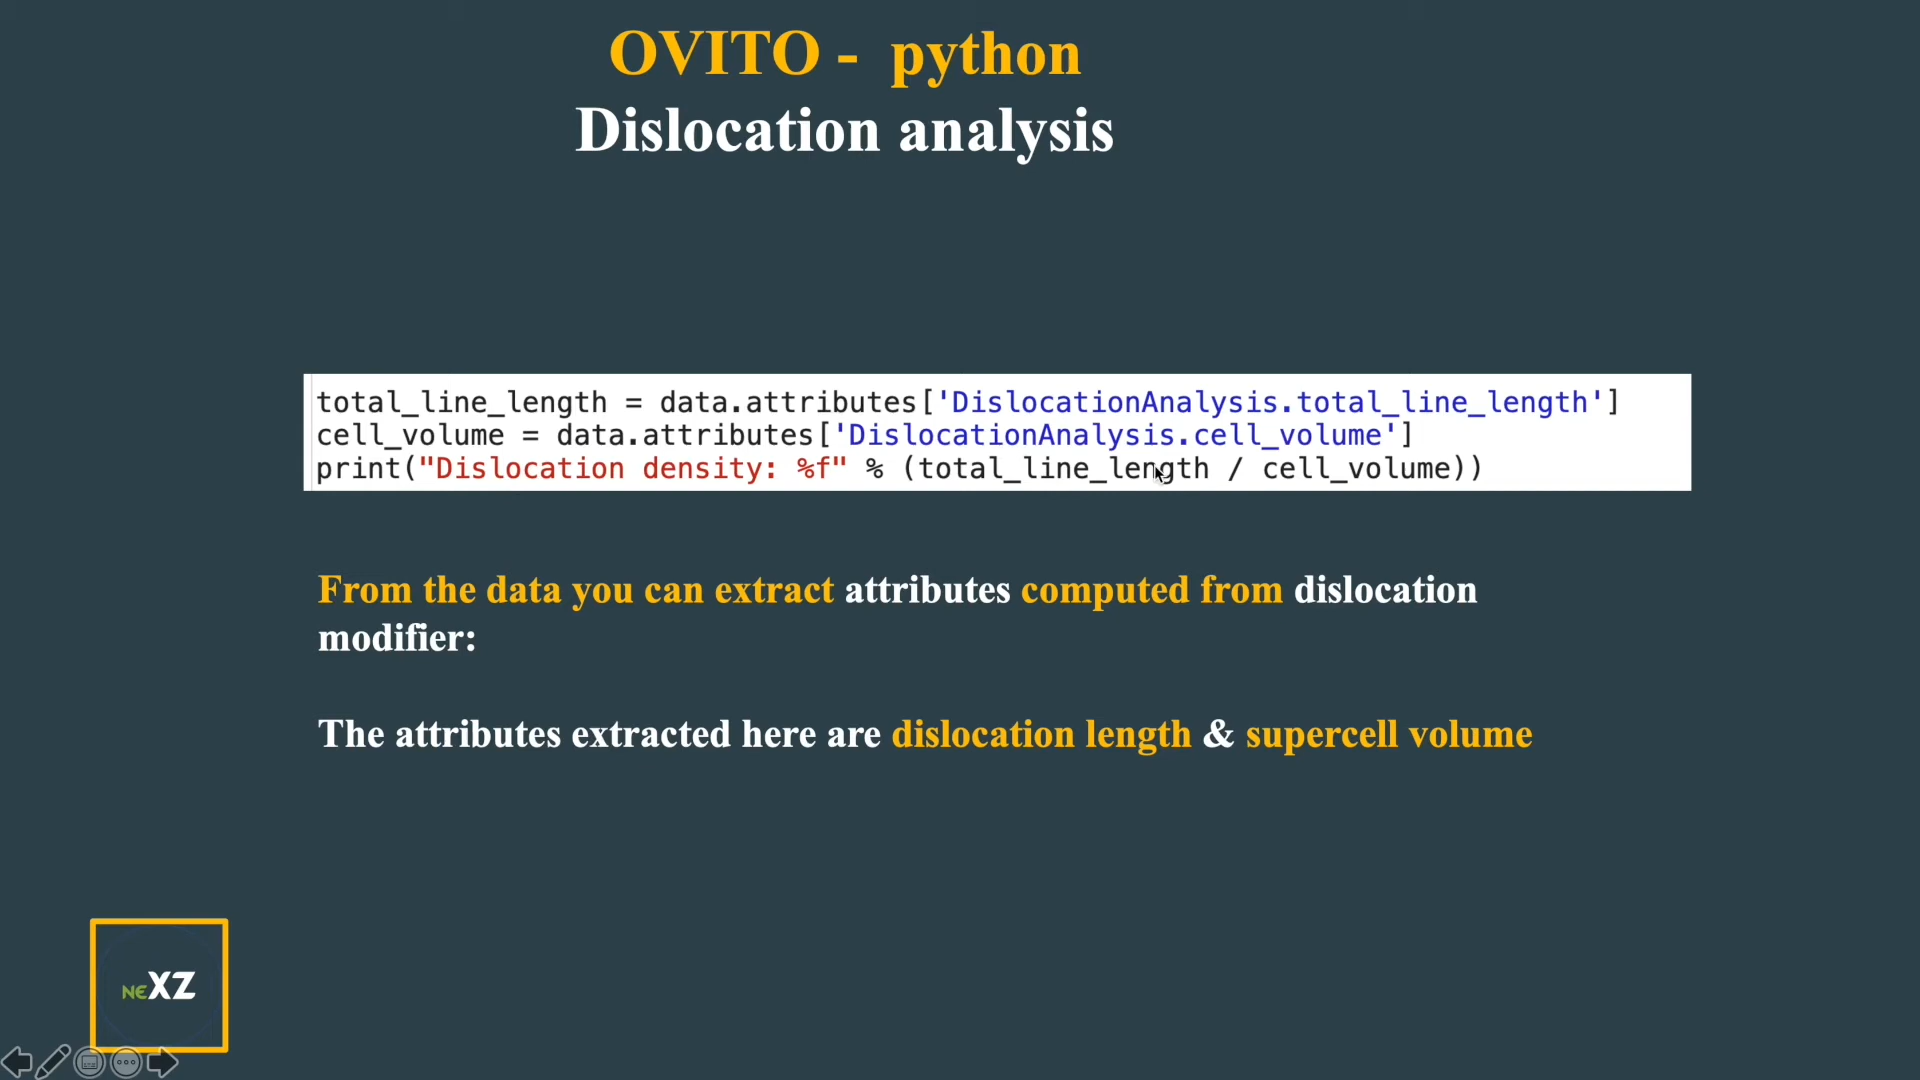 OVITO - python
Dislocation analysis
total_line_length = data.attributes['DislocationAnalysis.total_line_length']
cell_volume = data.attributes['DislocationAnalysis.cell_volume']
print("Dislocation density: %f" % (total_line_length / cell_volume))
From the data you can extract attributes computed from dislocation
modifier:
The attributes extracted here are dislocation length & supercell volume
NEXZ